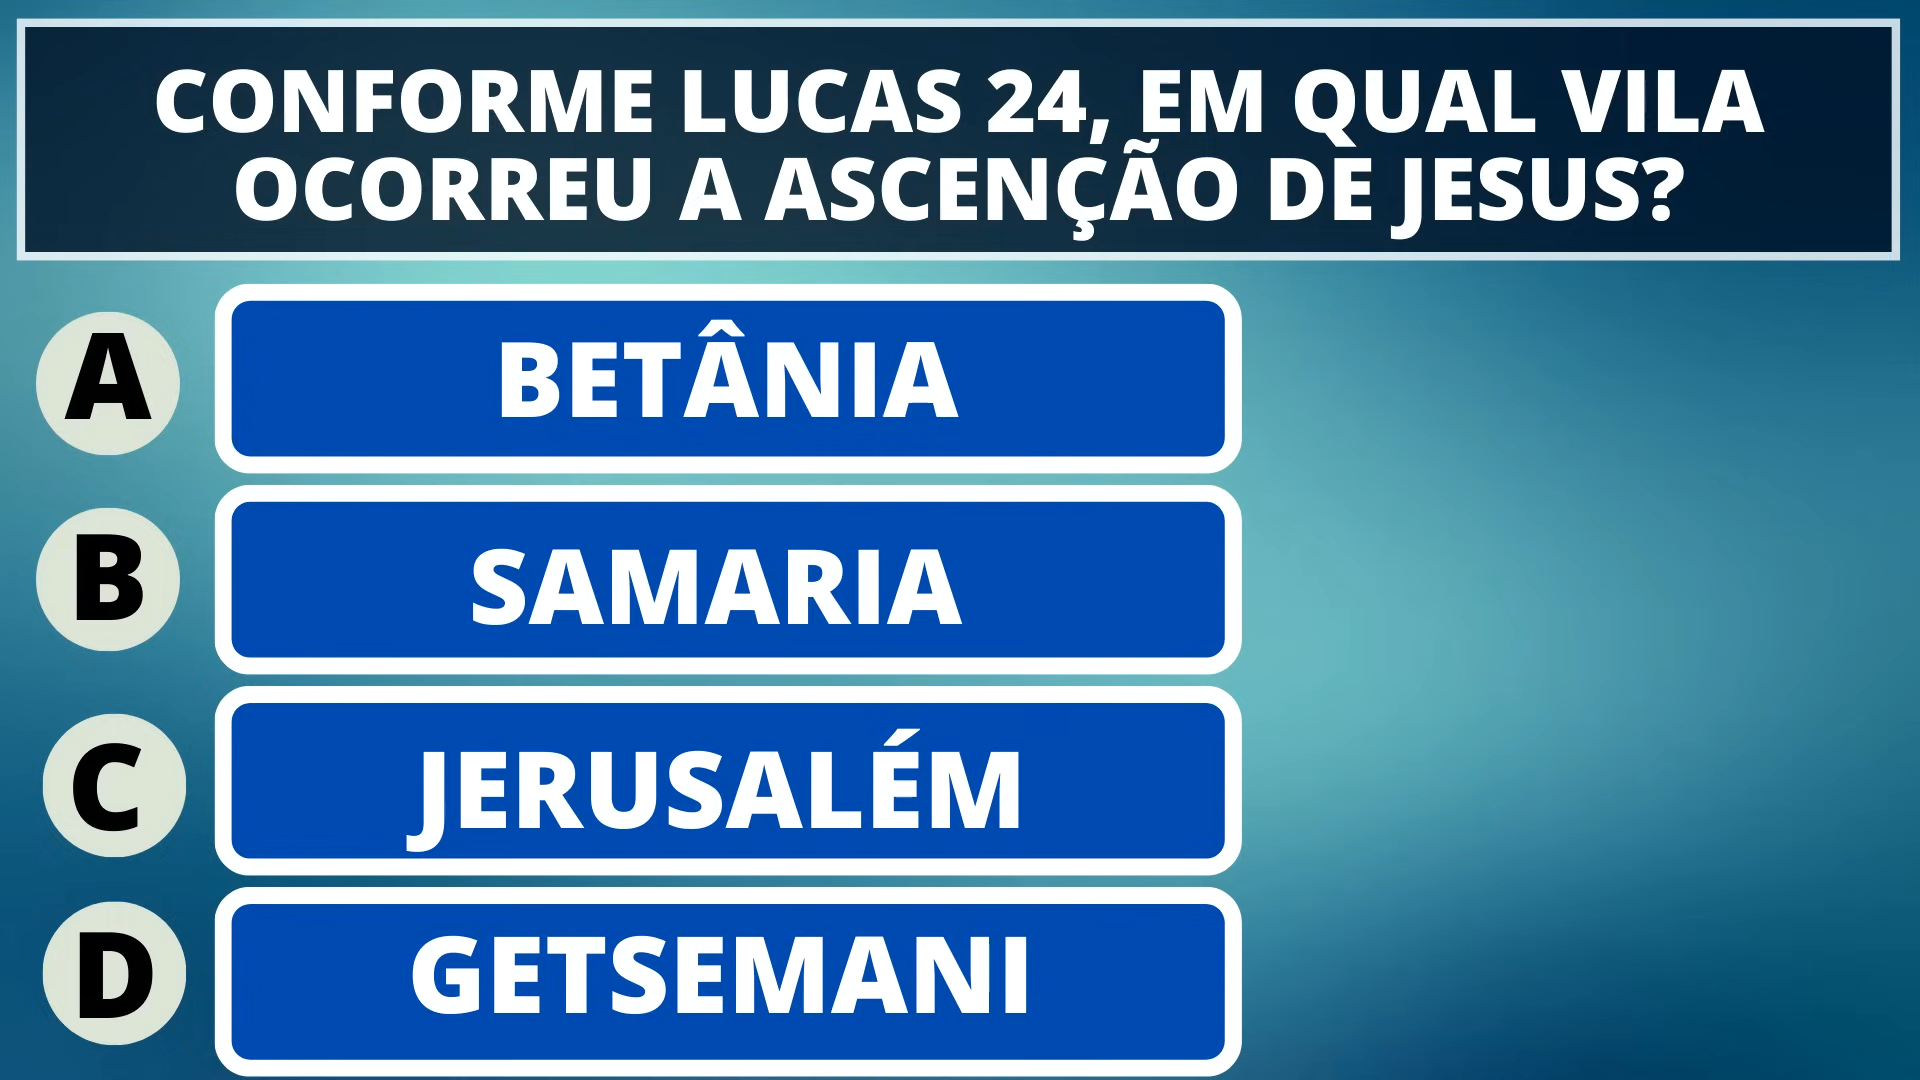 CONFORME LUCAS 24, EM QUAL VILA
OCORREU A ASCENÇÃO DE JESUS?
A
BETÂNIA
B
SAMARIA
C
JERUSALÉM
D
GETSEMANI